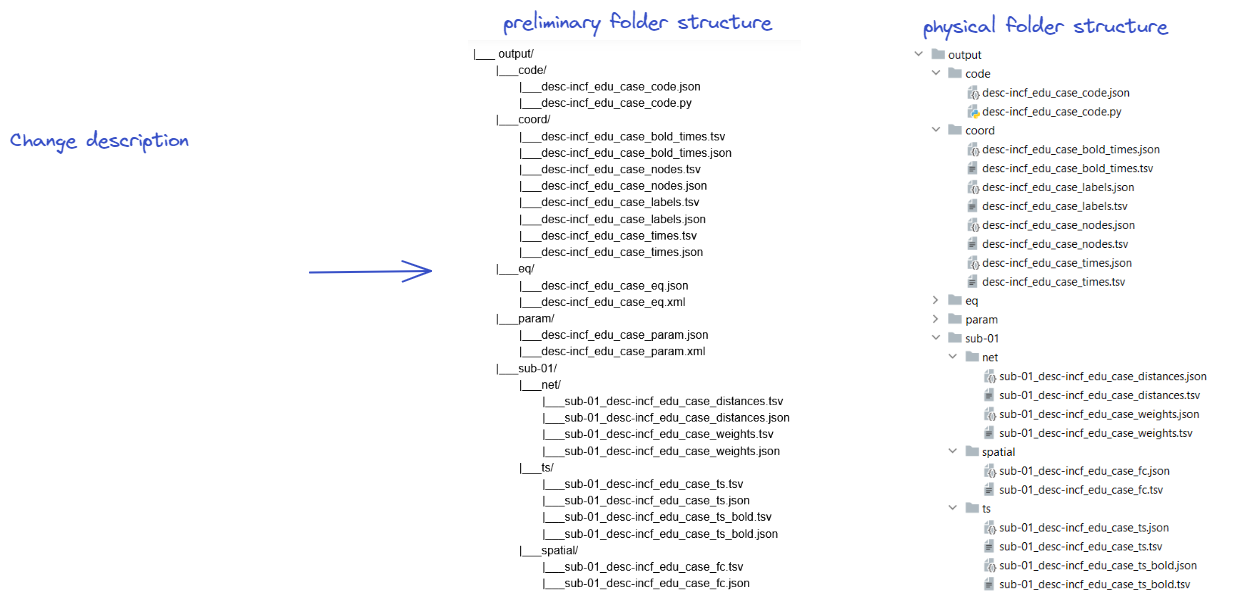 Change description
preliminary folder structure
|___ output/
|___code/
|___desc-incf_edu_case_code.json
|___desc-incf_edu_case_code.py
|___coord/
|___desc-incf_edu_case_bold_times.tsv
|___desc-incf_edu_case_bold_times.json
|___desc-incf_edu_case_nodes.tsv
|___desc-incf_edu_case_nodes.json
|___desc-incf_edu_case_labels.tsv
|___desc-incf_edu_case_labels.json
|___desc-incf_edu_case_times.tsv
|___desc-incf_edu_case_times.json
|___eq/
|___desc-incf_edu_case_eq.json
|___desc-incf_edu_case_eq.xml
|___param/
|___desc-incf_edu_case_param.json
|___desc-incf_edu_case_param.xml
|___sub-01/
|___net/
|___sub-01_desc-incf_edu_case_distances.tsv
|___sub-01_desc-incf_edu_case_distances.json
|___sub-01_desc-incf_edu_case_weights.tsv
|___sub-01_desc-incf_edu_case_weights.json
|___ts/
|___sub-01_desc-incf_edu_case_ts.tsv
|___sub-01_desc-incf_edu_case_ts.json
|___sub-01_desc-incf_edu_case_ts_bold.tsv
|___sub-01_desc-incf_edu_case_ts_bold.json
|___spatial/
|___sub-01_desc-incf_edu_case_fc.tsv
|___sub-01_desc-incf_edu_case_fc.json
physical folder structure
output
code
desc-incf_edu_case_code.json
desc-incf_edu_case_code.py
coord
desc-incf_edu_case_bold_times.json
desc-incf_edu_case_bold_times.tsv
desc-incf_edu_case_labels.json
desc-incf_edu_case_labels.tsv
desc-incf_edu_case_nodes.json
desc-incf_edu_case_nodes.tsv
desc-incf_edu_case_times.json
desc-incf_edu_case_times.tsv
eq
param
sub-01
net
sub-01_desc-incf_edu_case_distances.json
sub-01_desc-incf_edu_case_distances.tsv
sub-01_desc-incf_edu_case_weights.json
sub-01_desc-incf_edu_case_weights.tsv
spatial
sub-01_desc-incf_edu_case_fc.json
sub-01_desc-incf_edu_case_fc.tsv
ts
sub-01_desc-incf_edu_case_ts.json
sub-01_desc-incf_edu_case_ts.tsv
sub-01_desc-incf_edu_case_ts_bold.json
sub-01_desc-incf_edu_case_ts_bold.tsv